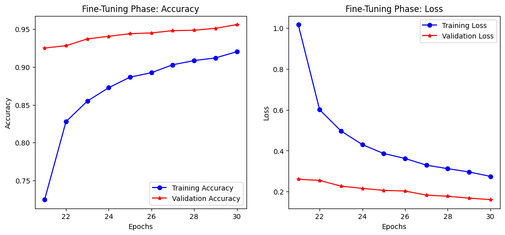 Fine-Tuning Phase: Accuracy
0.95
0.90
0.85
0.80
0.75
Accuracy
Training Accuracy
Validation Accuracy
22 24 26 28 30
Epochs
Fine-Tuning Phase: Loss
1.0
0.8
0.6
0.4
0.2
Loss
Training Loss
Validation Loss
22 24 26 28 30
Epochs